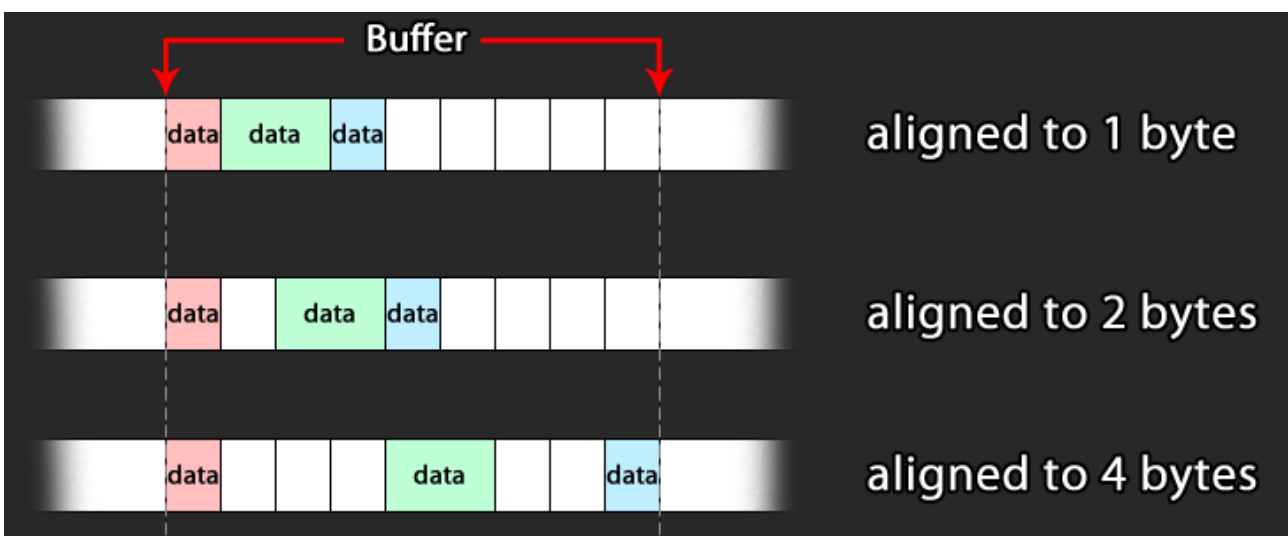 Buffer
data data data aligned to 1 byte
data data data aligned to 2 bytes
data data data aligned to 4 bytes